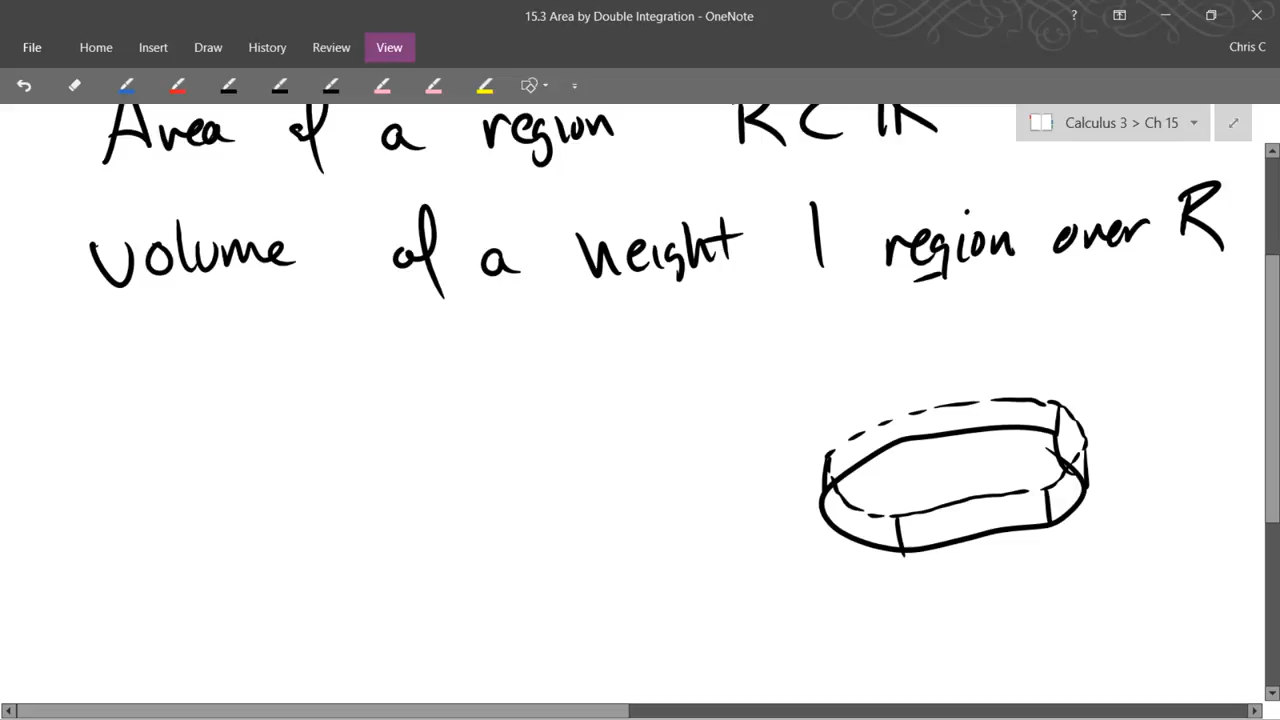 15.3 Area by Double Integration - OneNote
?
File Home Insert Draw History Review View
Chris C
Calculus 3 > Ch 15
Area of a region R ⊂ IR
volume of a height 1 region over R